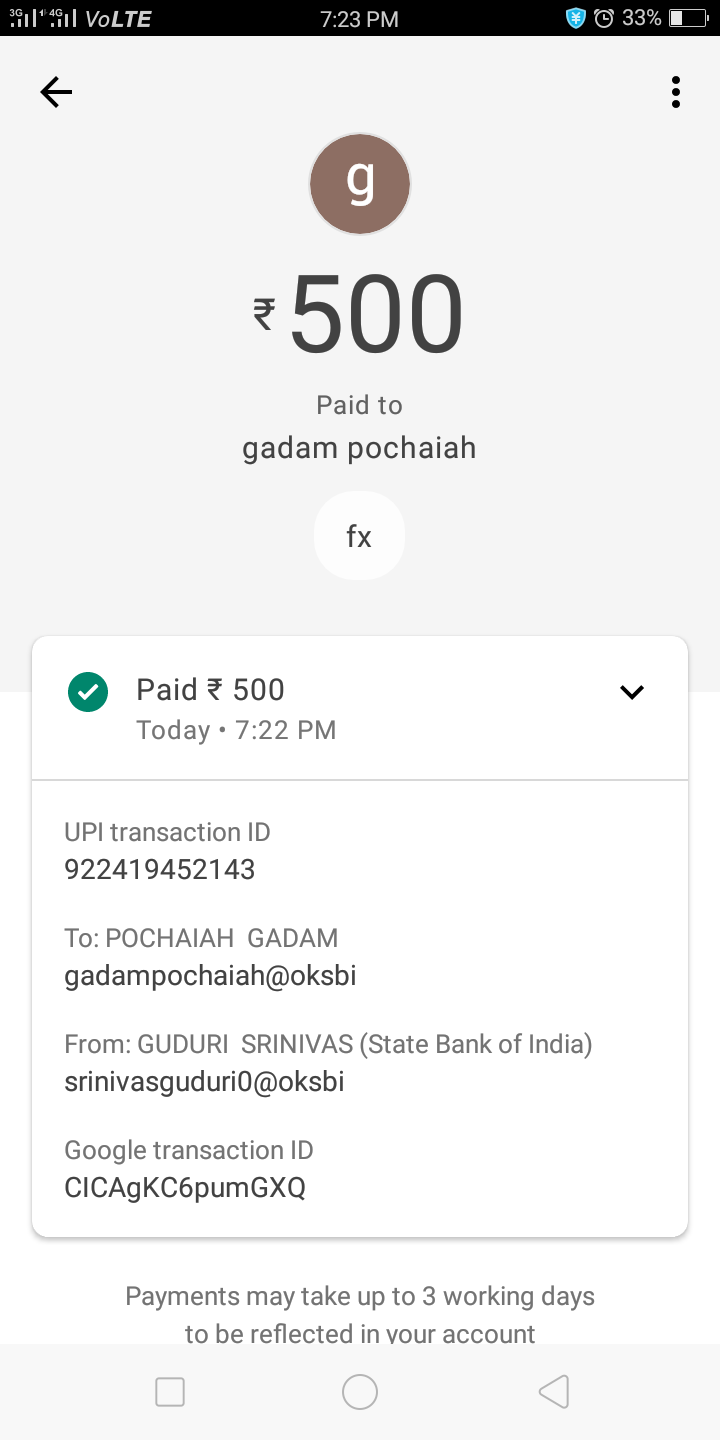 3G 4G VoLTE 7:23 PM 33%
g
₹500
Paid to
gadam pochaiah
fx
Paid ₹ 500
Today • 7:22 PM
UPI transaction ID
922419452143
To: POCHAIAH  GADAM
gadampochaiah@oksbi
From: GUDURI  SRINIVAS (State Bank of India)
srinivasguduri0@oksbi
Google transaction ID
CICAgKC6pumGXQ
Payments may take up to 3 working days
to be reflected in your account